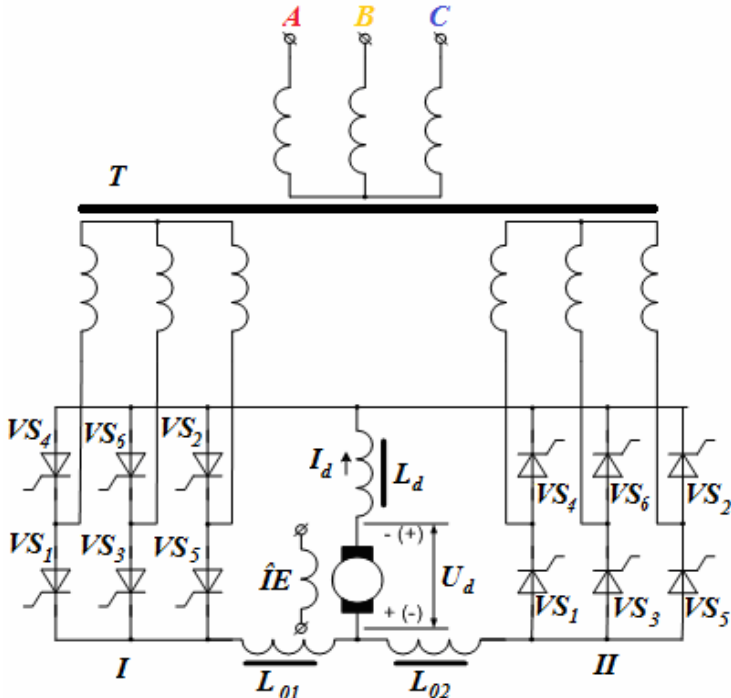 A B C
T
VS4 VS6 VS2
VS1 VS3 VS5
Id Ld
- (+)
ÎE
Ud
+ (-)
VS4 VS6 VS2
VS1 VS3 VS5
I L01 L02 II